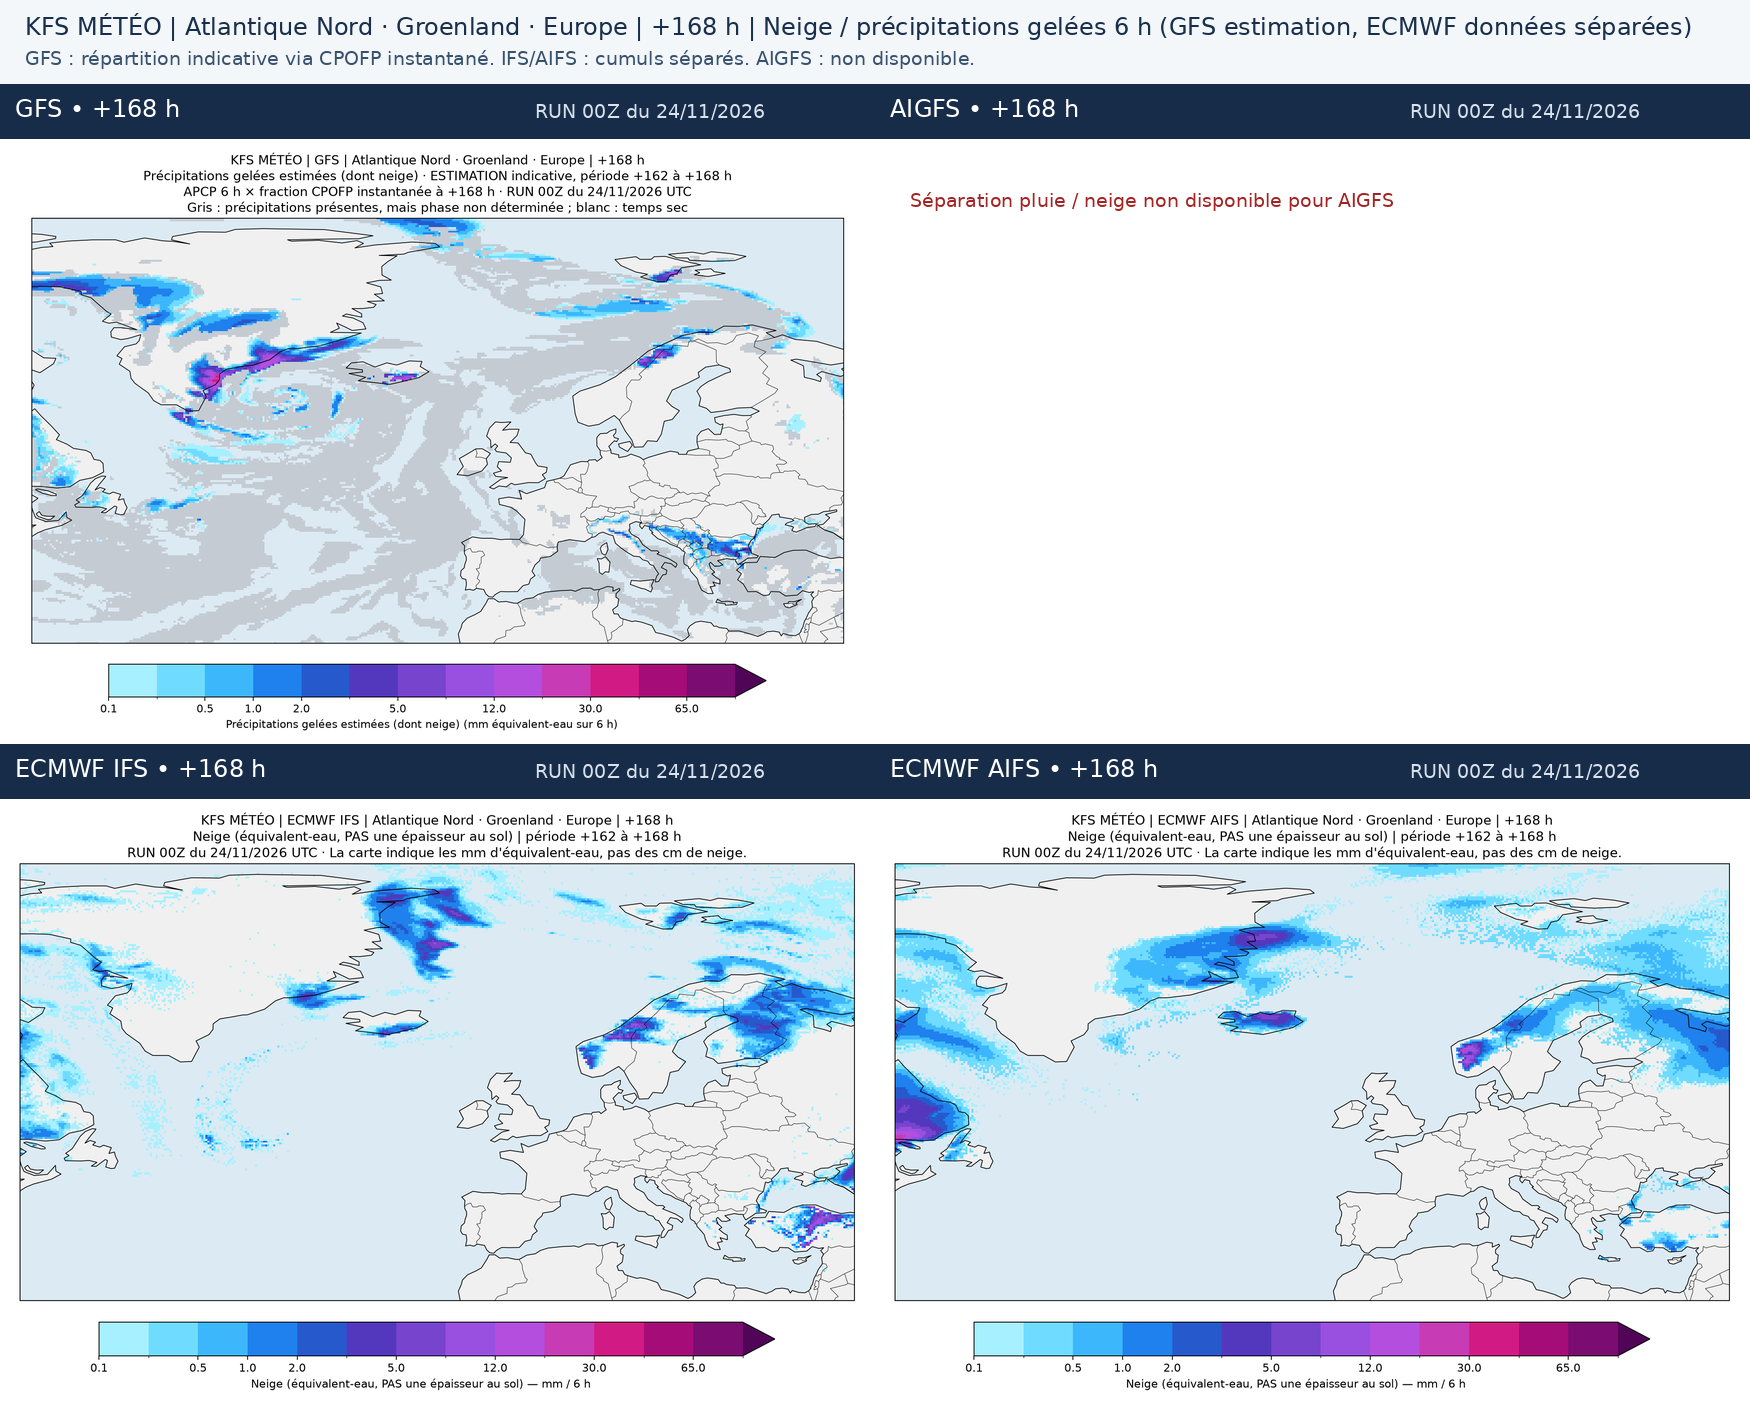 KFS MÉTÉO | Atlantique Nord · Groenland · Europe | +168 h | Neige / précipitations gelées 6 h (GFS estimation, ECMWF données séparées)
GFS : répartition indicative via CPOFP instantané. IFS/AIFS : cumuls séparés. AIGFS : non disponible.
GFS • +168 h
RUN 00Z du 24/11/2026
AIGFS • +168 h
RUN 00Z du 24/11/2026
KFS MÉTÉO | GFS | Atlantique Nord · Groenland · Europe | +168 h
Précipitations gelées estimées (dont neige) · ESTIMATION indicative, période +162 à +168 h
APCP 6 h × fraction CPOFP instantanée à +168 h · RUN 00Z du 24/11/2026 UTC
Gris : précipitations présentes, mais phase non déterminée ; blanc : temps sec
Séparation pluie / neige non disponible pour AIGFS
0.1 0.5 1.0 2.0 5.0 12.0 30.0 65.0
Précipitations gelées estimées (dont neige) (mm équivalent-eau sur 6 h)
ECMWF IFS • +168 h
RUN 00Z du 24/11/2026
ECMWF AIFS • +168 h
RUN 00Z du 24/11/2026
KFS MÉTÉO | ECMWF IFS | Atlantique Nord · Groenland · Europe | +168 h
Neige (équivalent-eau, PAS une épaisseur au sol) | période +162 à +168 h
RUN 00Z du 24/11/2026 UTC · La carte indique les mm d'équivalent-eau, pas des cm de neige.
KFS MÉTÉO | ECMWF AIFS | Atlantique Nord · Groenland · Europe | +168 h
Neige (équivalent-eau, PAS une épaisseur au sol) | période +162 à +168 h
RUN 00Z du 24/11/2026 UTC · La carte indique les mm d'équivalent-eau, pas des cm de neige.
0.1 0.5 1.0 2.0 5.0 12.0 30.0 65.0
Neige (équivalent-eau, PAS une épaisseur au sol) — mm / 6 h
0.1 0.5 1.0 2.0 5.0 12.0 30.0 65.0
Neige (équivalent-eau, PAS une épaisseur au sol) — mm / 6 h